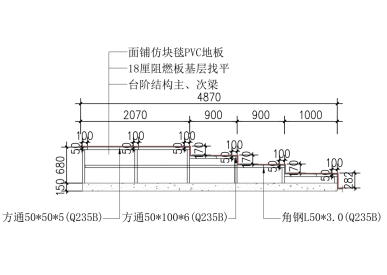 面铺仿块毯PVC地板
18厘阻燃板基层找平
台阶结构主、次梁
4870
2070 900 900 1000
100 100 100 100 100
50 50 50 50 50
170 170 170
680
150
282
方通50*50*5(Q235B) 方通50*100*6(Q235B) 角钢L50*3.0(Q235B)